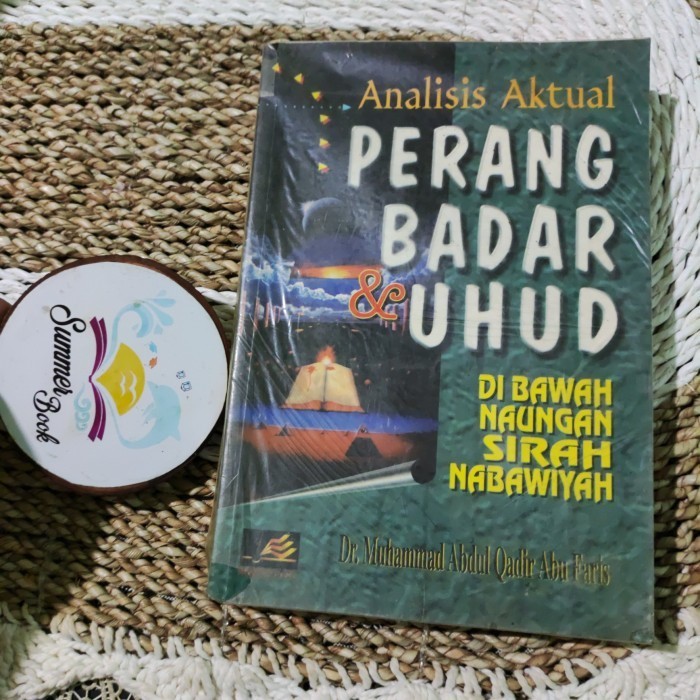 Analisis Aktual
PERANG
BADAR
& UHUD
DI BAWAH
NAUNGAN
SIRAH
NABAWIYAH
Dr. Muhammad Abdul Qadir Abu Faris
Summer
Book